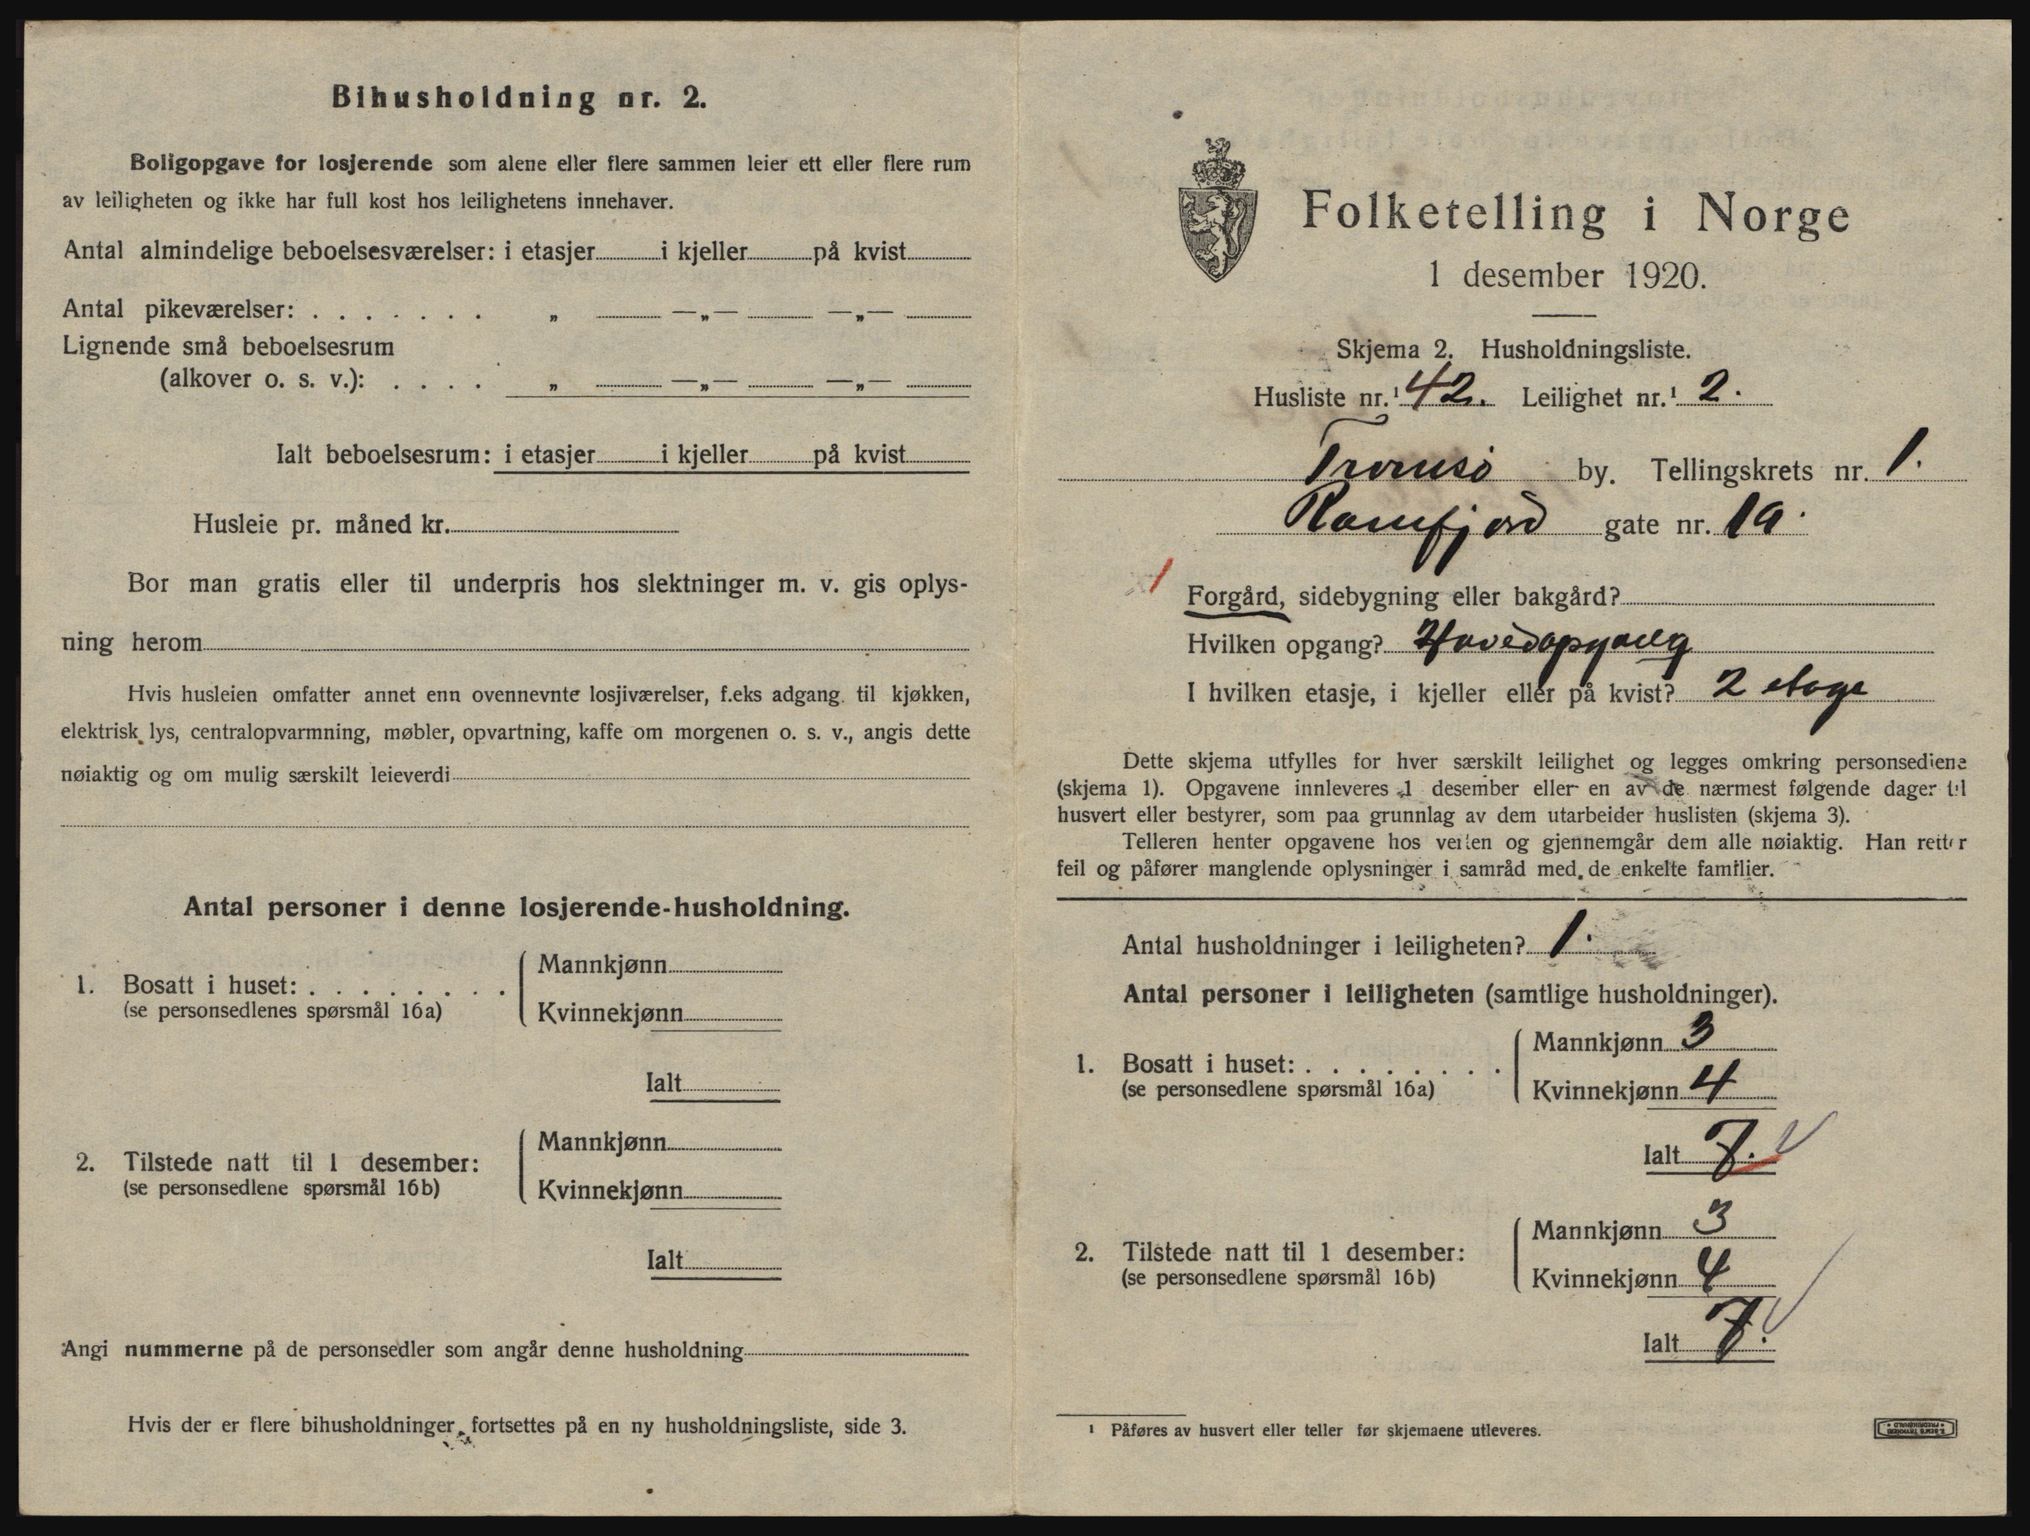 Bihusholdning nr. 2.
Boligopgave for losjerende som alene eller flere sammen leier ett eller flere rum
av leiligheten og ikke har full kost hos leilighetens innehaver.
Antal almindelige beboelsesværelser: i etasjer i kjeller på kvist
Antal pikeværelser: . . . . . . . „ —„— —„—
Lignende små beboelsesrum
(alkover o. s. v.): . . . . „ —„— —„—
Ialt beboelsesrum: i etasjer i kjeller på kvist
Husleie pr. måned kr.
Bor man gratis eller til underpris hos slektninger m. v. gis oplys-
ning herom
Hvis husleien omfatter annet enn ovennevnte losjiværelser, f.eks adgang til kjøkken,
elektrisk lys, centralopvarmning, møbler, opvartning, kaffe om morgenen o. s. v., angis dette
nøiaktig og om mulig særskilt leieverdi
Antal personer i denne losjerende-husholdning.
1. Bosatt i huset: . . . . . . . .
(se personsedlenes spørsmål 16a)
Mannkjønn
Kvinnekjønn
Ialt
2. Tilstede natt til 1 desember:
(se personsedlene spørsmål 16b)
Mannkjønn
Kvinnekjønn
Ialt
Angi nummerne på de personsedler som angår denne husholdning
Hvis der er flere bihusholdninger fortsettes på en ny husholdningsliste, side 3.
Folketelling i Norge
1 desember 1920.
Skjema 2. Husholdningsliste.
Husliste nr.¹ 42. Leilighet nr.¹ 2.
Tromsö by. Tellingskrets nr. 1.
Ramfjord gate nr. 19.
1
Forgård, sidebygning eller bakgård?
Hvilken opgang? Hovedopgang
I hvilken etasje, i kjeller eller på kvist? 2 etage
Dette skjema utfylles for hver særskilt leilighet og legges omkring personsediene
(skjema 1). Opgavene innleveres 1 desember eller en av de nærmest følgende dager til
husvert eller bestyrer, som paa grunnlag av dem utarbeider huslisten (skjema 3).
Telleren henter opgavene hos verten og gjennemgår dem alle nøiaktig. Han retter
feil og påfører manglende oplysninger i samråd med de enkelte familier.
Antal husholdninger i leiligheten? 1.
Antal personer i leiligheten (samtlige husholdninger).
1. Bosatt i huset: . . . . . . . .
(se personsedlene spørsmål 16a)
Mannkjønn 3
Kvinnekjønn 4
Ialt 7.
2. Tilstede natt til 1 desember:
(se personsedlene spørsmål 16b)
Mannkjønn 3
Kvinnekjønn 4
Ialt 7.
¹ Påføres av husvert eller teller før skjemaene utleveres.